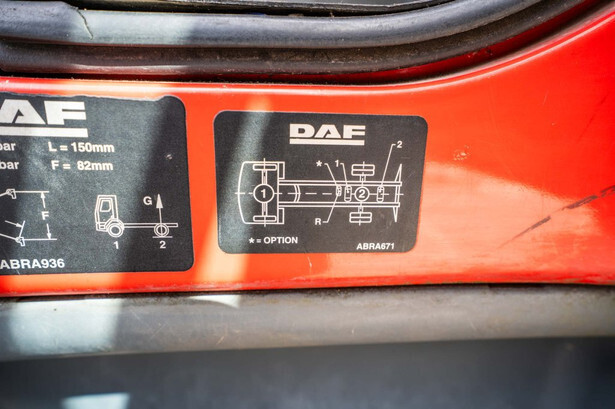 DAF
bar L = 150mm
bar F = 82mm
F
G
1 2
ABRA936
DAF
* 1 2
1 2
R
* = OPTION ABRA671